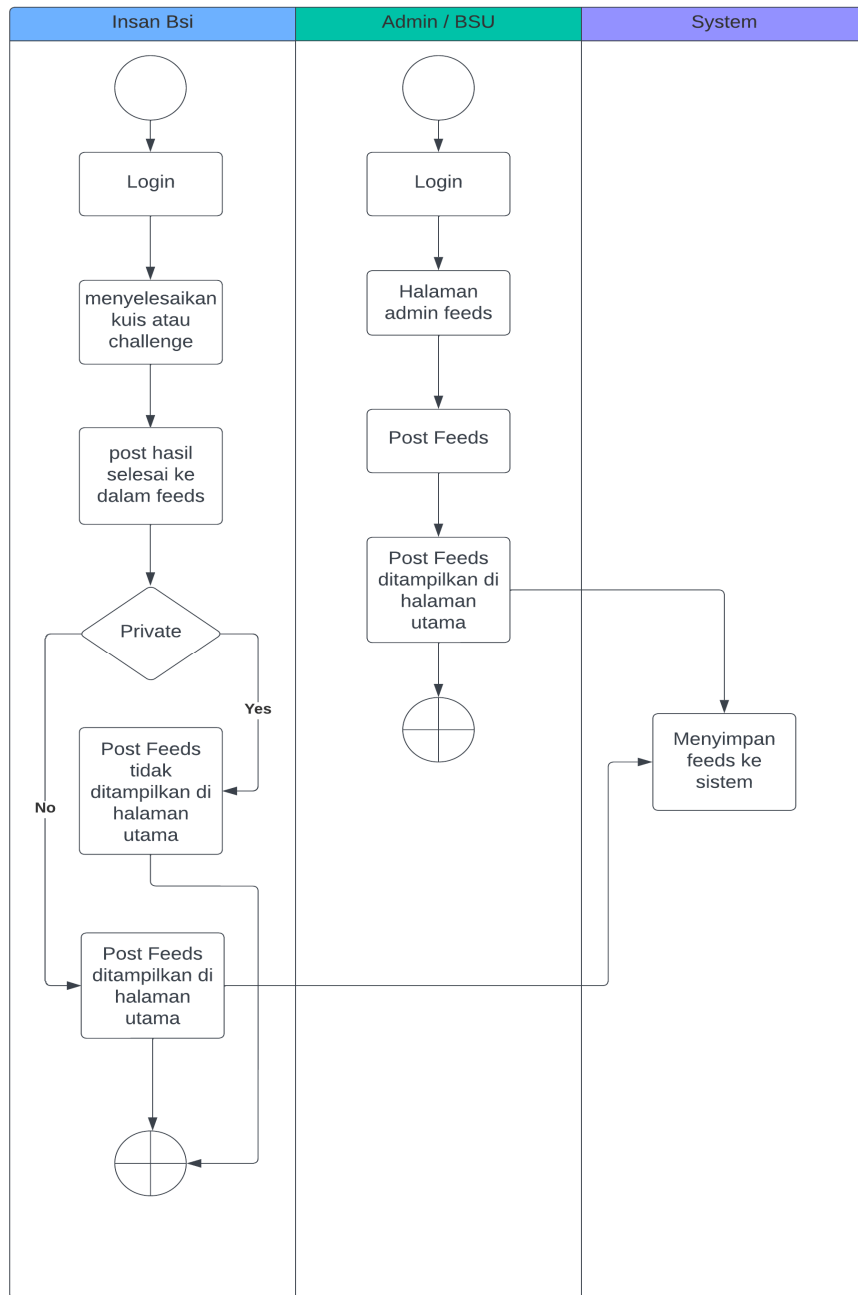 Insan Bsi
Admin / BSU
System
Login
menyelesaikan
kuis atau
challenge
post hasil
selesai ke
dalam feeds
Private
Yes
No
Post Feeds
tidak
ditampilkan di
halaman
utama
Post Feeds
ditampilkan di
halaman
utama
Login
Halaman
admin feeds
Post Feeds
Post Feeds
ditampilkan di
halaman
utama
Menyimpan
feeds ke
sistem